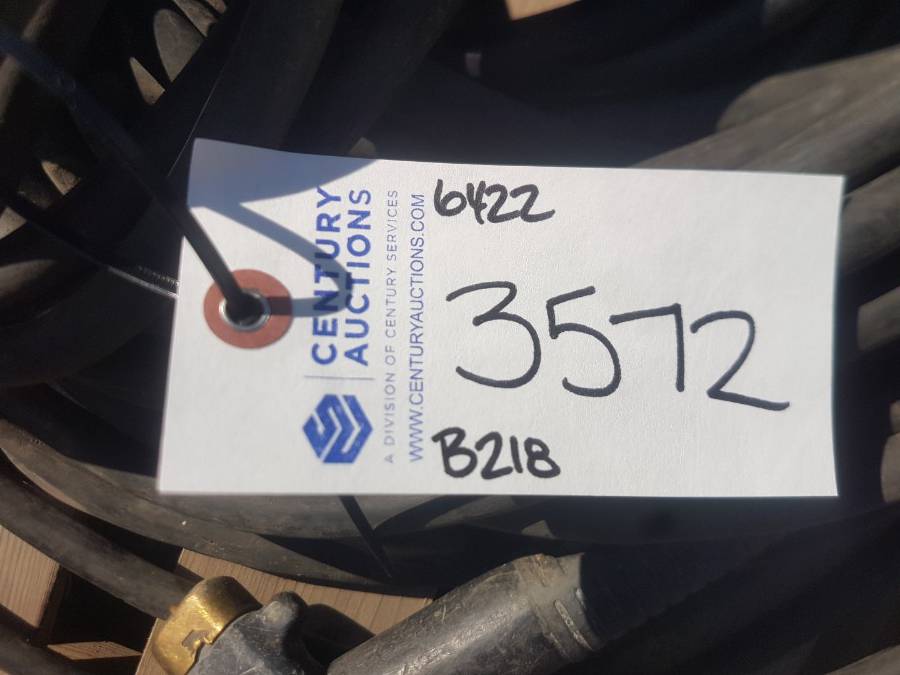 CENTURY
AUCTIONS
A DIVISION OF CENTURY SERVICES
WWW.CENTURYAUCTIONS.COM
6422
3572
B218